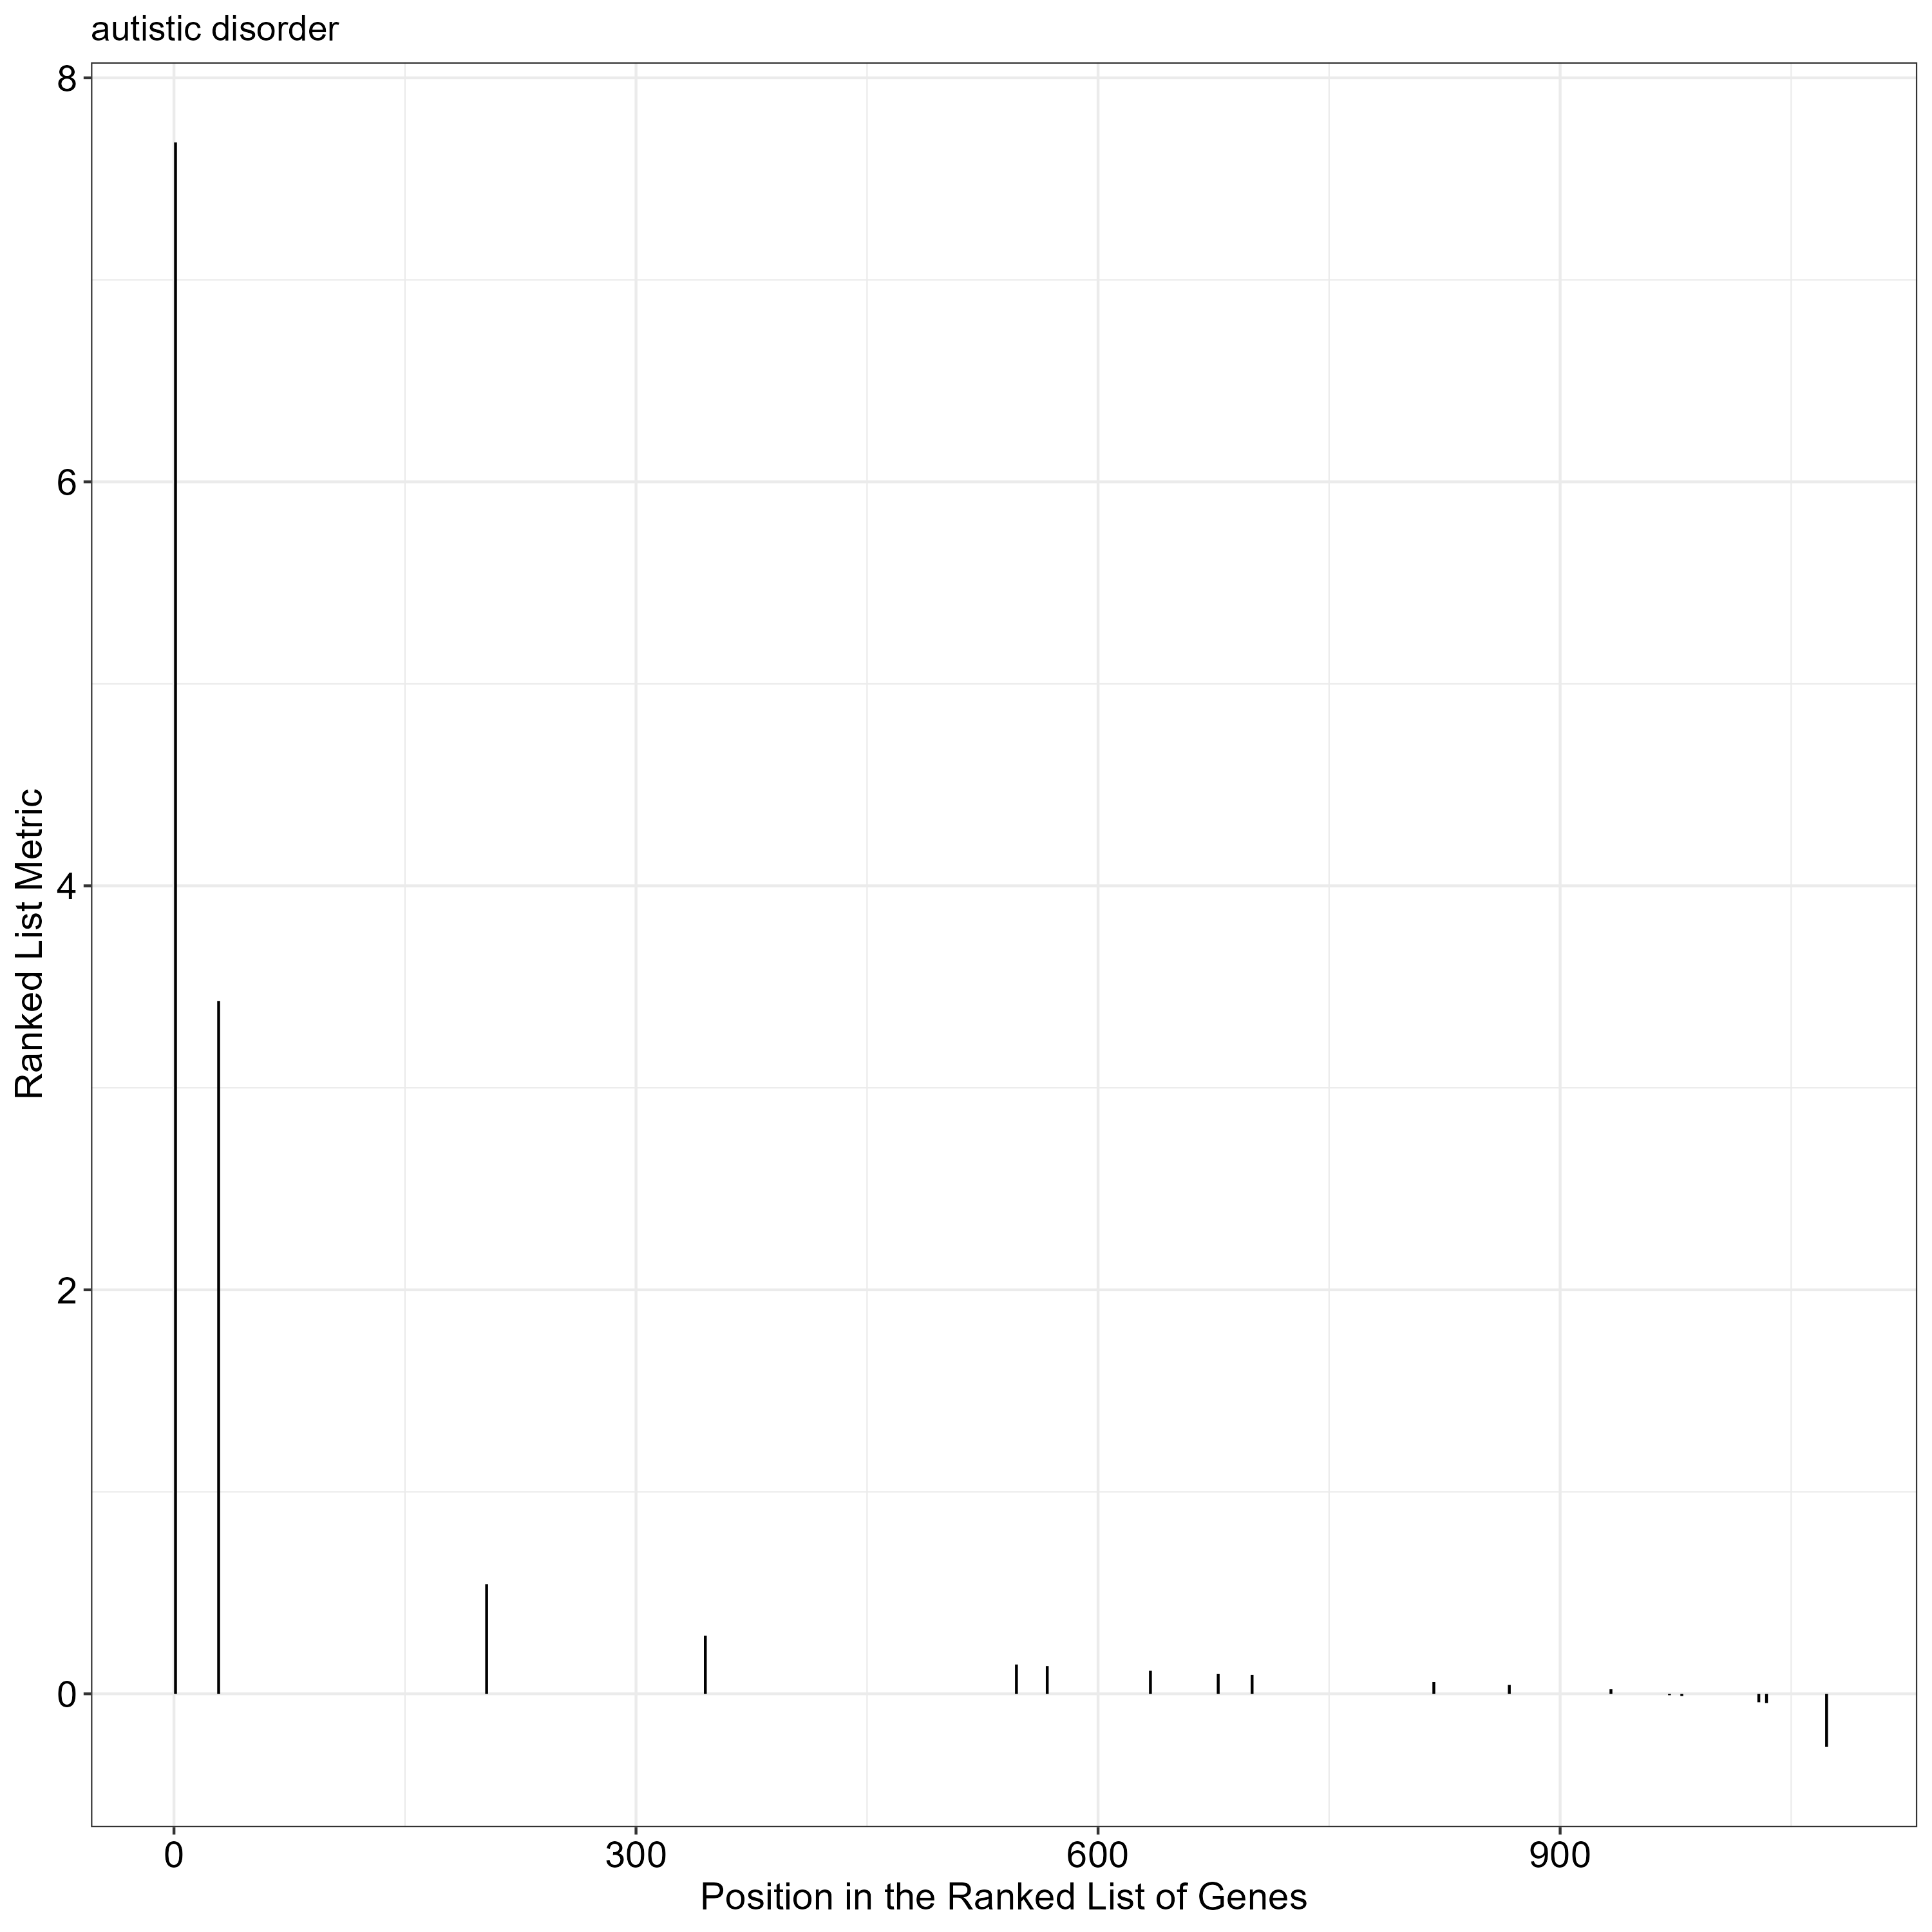 autistic disorder
8
6
4
2
0
Ranked List Metric
0 300 600 900
Position in the Ranked List of Genes